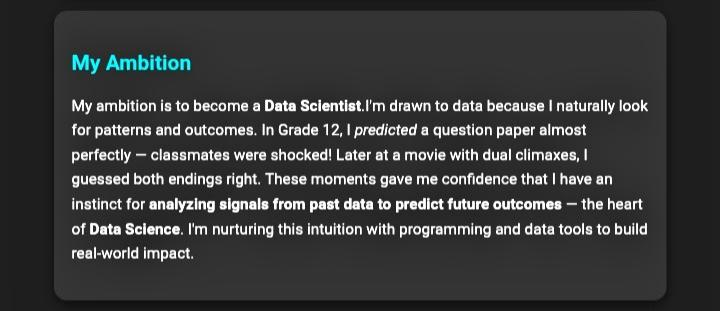 My Ambition
My ambition is to become a Data Scientist.I'm drawn to data because I naturally look
for patterns and outcomes. In Grade 12, I predicted a question paper almost
perfectly — classmates were shocked! Later at a movie with dual climaxes, I
guessed both endings right. These moments gave me confidence that I have an
instinct for analyzing signals from past data to predict future outcomes — the heart
of Data Science. I'm nurturing this intuition with programming and data tools to build
real-world impact.